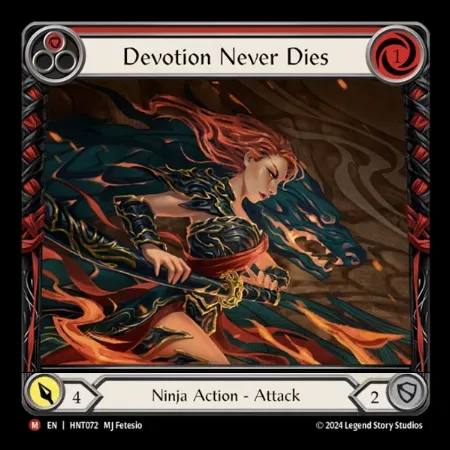 Devotion Never Dies
1
4
Ninja Action - Attack
2
M EN | HNT072 MJ Fetesio
© 2024 Legend Story Studios